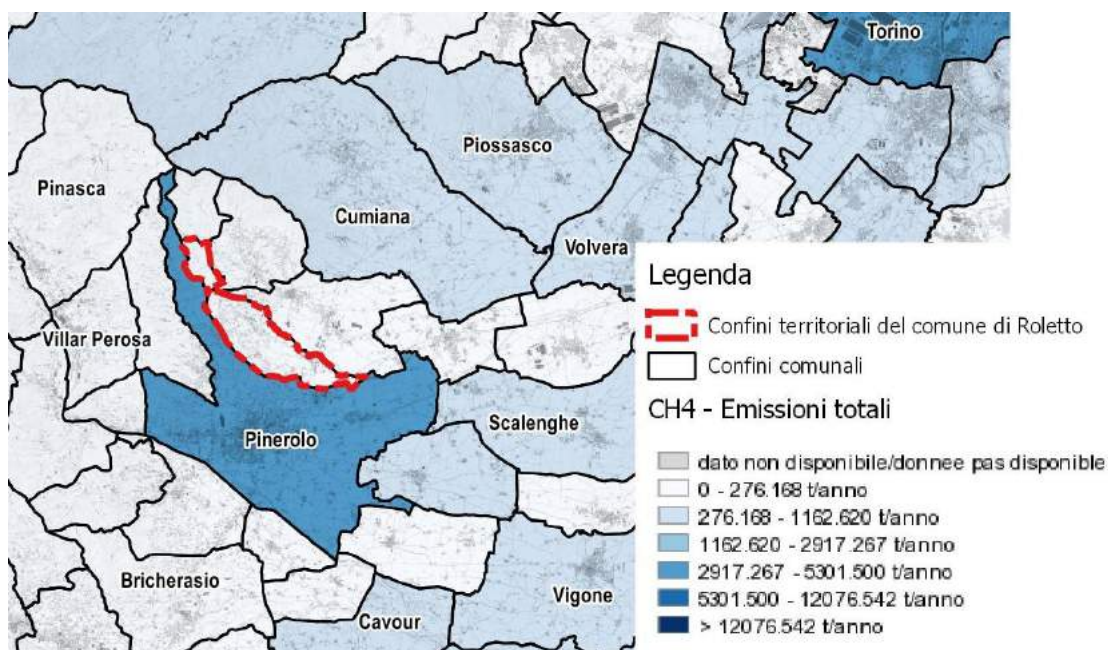 Torino
Piossasco
Pinasca
Cumiana
Volvera
Villar Perosa
Scalenghe
Pinerolo
Bricherasio
Vigone
Cavour
Legenda
Confini territoriali del comune di Roletto
Confini comunali
CH4 - Emissioni totali
dato non disponibile/donnee pas disponible
0 - 276.168 t/anno
276.168 - 1162.620 t/anno
1162.620 - 2917.267 t/anno
2917.267 - 5301.500 t/anno
5301.500 - 12076.542 t/anno
> 12076.542 t/anno